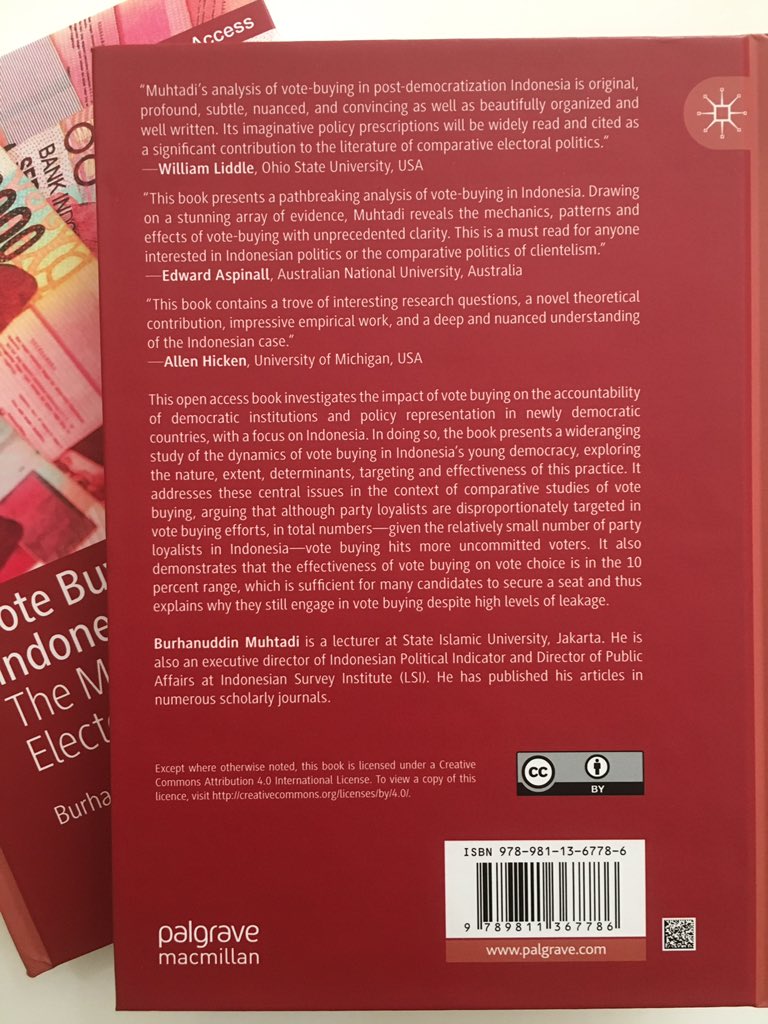 Access
BANK INDO
"Muhtadi's analysis of vote-buying in post-democratization Indonesia is original,
profound, subtle, nuanced, and convincing as well as beautifully organized and
well written. Its imaginative policy prescriptions will be widely read and cited as
a significant contribution to the literature of comparative electoral politics."
—William Liddle, Ohio State University, USA
"This book presents a pathbreaking analysis of vote-buying in Indonesia. Drawing
on a stunning array of evidence, Muhtadi reveals the mechanics, patterns and
effects of vote-buying with unprecedented clarity. This is a must read for anyone
interested in Indonesian politics or the comparative politics of clientelism."
—Edward Aspinall, Australian National University, Australia
"This book contains a trove of interesting research questions, a novel theoretical
contribution, impressive empirical work, and a deep and nuanced understanding
of the Indonesian case."
—Allen Hicken, University of Michigan, USA
This open access book investigates the impact of vote buying on the accountability
of democratic institutions and policy representation in newly democratic
countries, with a focus on Indonesia. In doing so, the book presents a wideranging
study of the dynamics of vote buying in Indonesia's young democracy, exploring
the nature, extent, determinants, targeting and effectiveness of this practice. It
addresses these central issues in the context of comparative studies of vote
buying, arguing that although party loyalists are disproportionately targeted in
vote buying efforts, in total numbers—given the relatively small number of party
loyalists in Indonesia—vote buying hits more uncommitted voters. It also
demonstrates that the effectiveness of vote buying on vote choice is in the 10
percent range, which is sufficient for many candidates to secure a seat and thus
explains why they still engage in vote buying despite high levels of leakage.
Burhanuddin Muhtadi is a lecturer at State Islamic University, Jakarta. He is
also an executive director of Indonesian Political Indicator and Director of Public
Affairs at Indonesian Survey Institute (LSI). He has published his articles in
numerous scholarly journals.
ote Bu
Indone
The M
Elect
Burha
Except where otherwise noted, this book is licensed under a Creative
Commons Attribution 4.0 International License. To view a copy of this
licence, visit http://creativecommons.org/licenses/by/4.0/.
cc
BY
ISBN 978-981-13-6778-6
9 789811 367786
www.palgrave.com
palgrave
macmillan